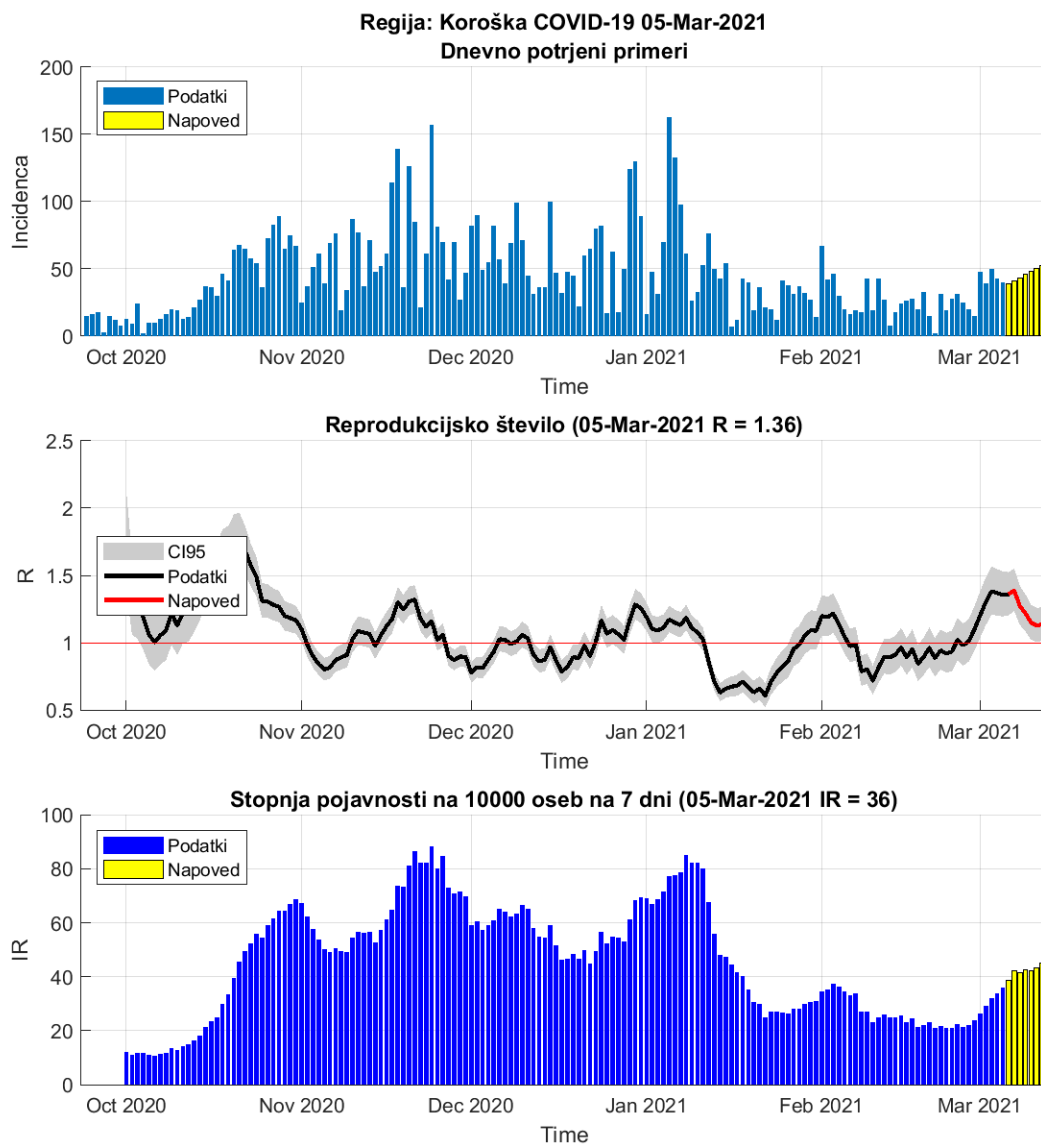 Regija: Koroška COVID-19 05-Mar-2021
Dnevno potrjeni primeri
200
150
100
50
0
Incidenca
Podatki
Napoved
Oct 2020 Nov 2020 Dec 2020 Jan 2021 Feb 2021 Mar 2021
Time
Reprodukcijsko število (05-Mar-2021 R = 1.36)
2.5
2
1.5
1
0.5
R
CI95
Podatki
Napoved
Oct 2020 Nov 2020 Dec 2020 Jan 2021 Feb 2021 Mar 2021
Time
Stopnja pojavnosti na 10000 oseb na 7 dni (05-Mar-2021 IR = 36)
100
80
60
40
20
0
IR
Podatki
Napoved
Oct 2020 Nov 2020 Dec 2020 Jan 2021 Feb 2021 Mar 2021
Time